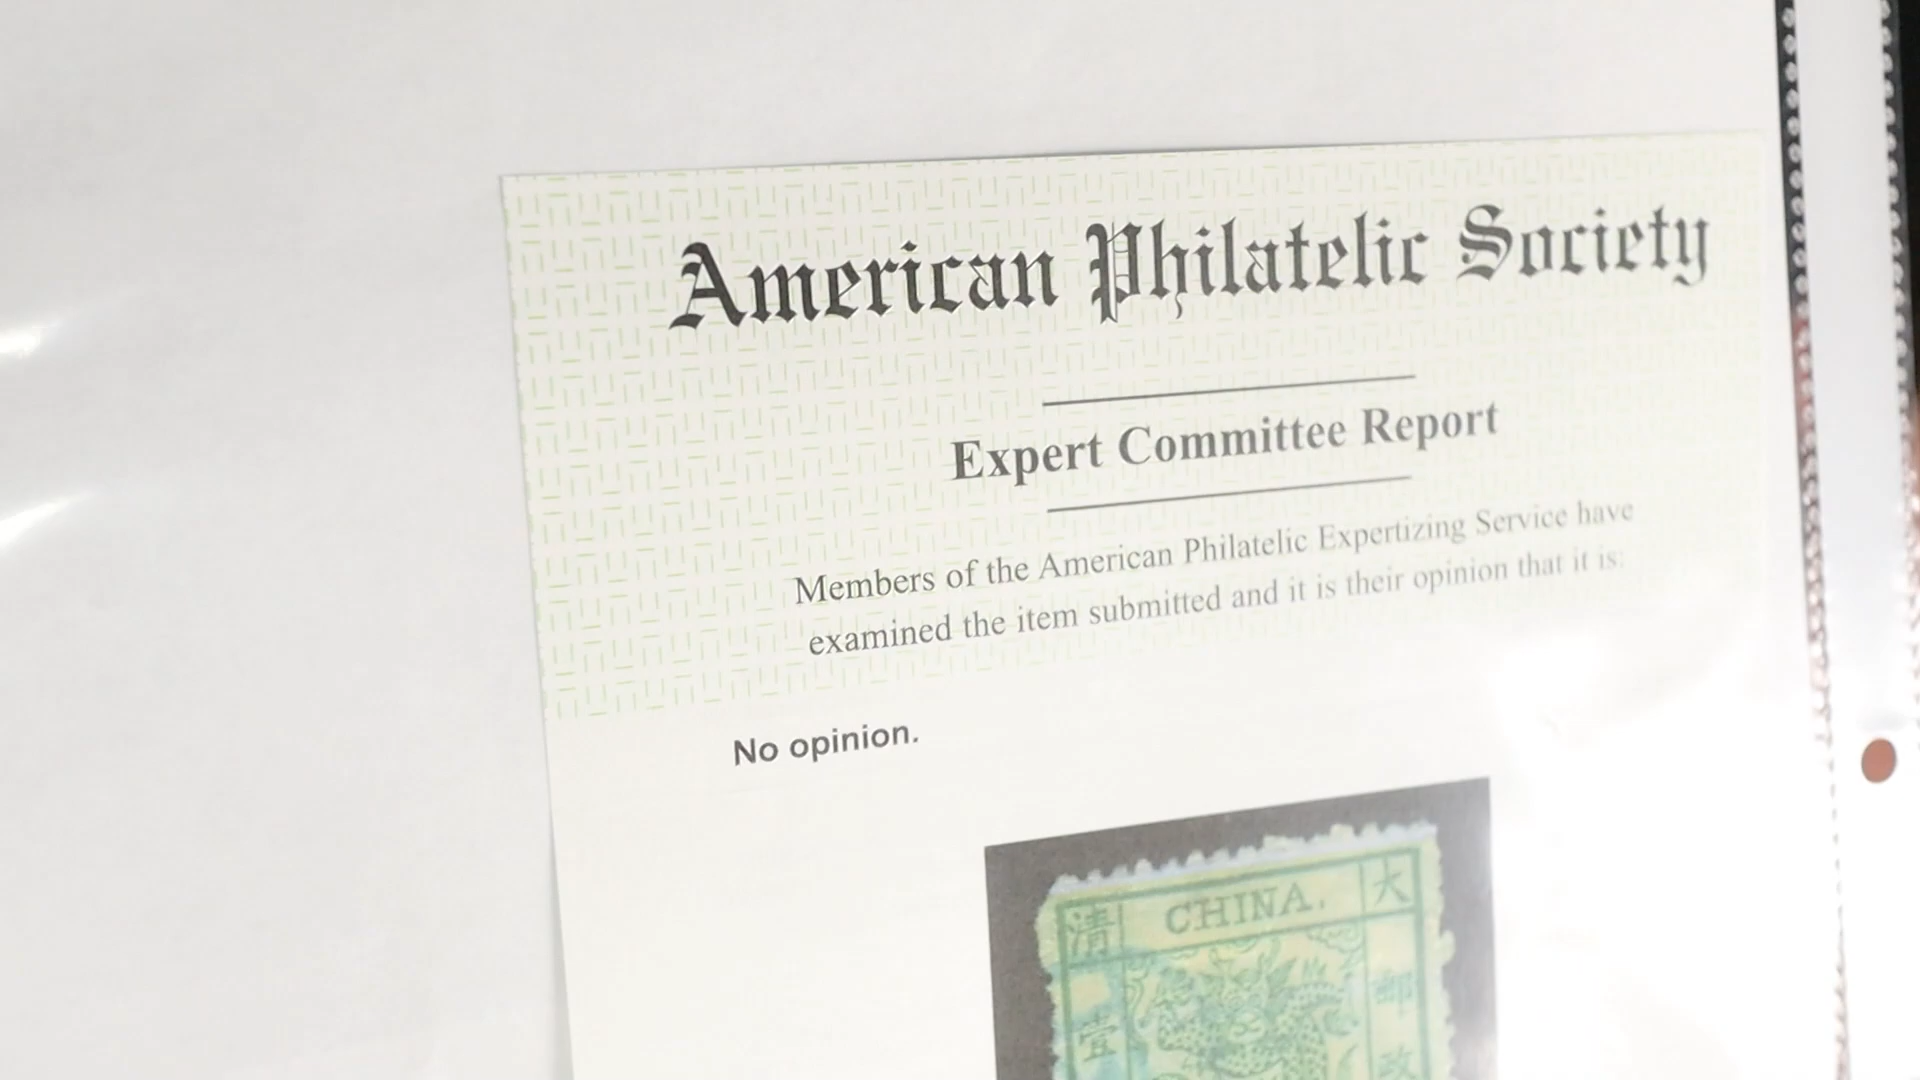 American Philatelic Society
Expert Committee Report
Members of the American Philatelic Expertizing Service have
examined the item submitted and it is their opinion that it is:
No opinion.
清 CHINA. 大
郵
壹
政